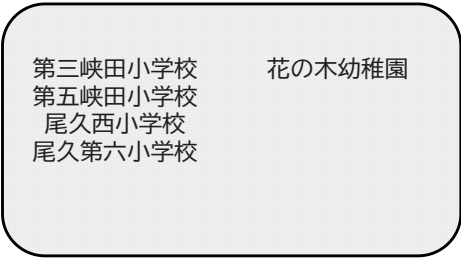 第三峡田小学校
第五峡田小学校
尾久西小学校
尾久第六小学校
花の木幼稚園